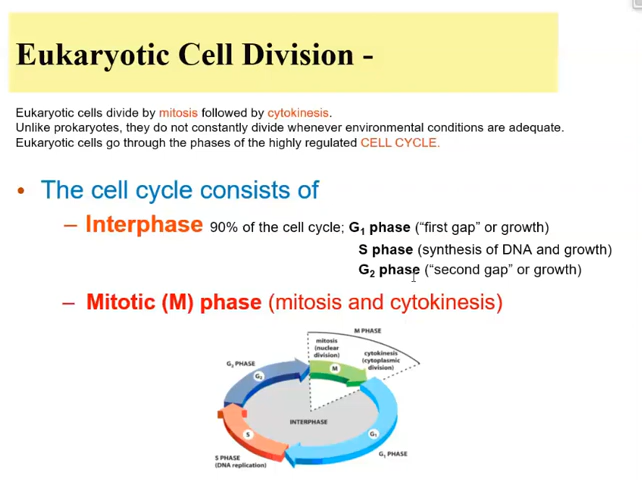 Eukaryotic Cell Division -
Eukaryotic cells divide by mitosis followed by cytokinesis.
Unlike prokaryotes, they do not constantly divide whenever environmental conditions are adequate.
Eukaryotic cells go through the phases of the highly regulated CELL CYCLE.
• The cell cycle consists of
– Interphase 90% of the cell cycle; G₁ phase (“first gap” or growth)
S phase (synthesis of DNA and growth)
G₂ phase (“second gap” or growth)
– Mitotic (M) phase (mitosis and cytokinesis)
M PHASE
mitosis
(nuclear
division)
cytokinesis
(cytoplasmic
division)
G₂ PHASE
G₂
M
INTERPHASE
S
G₁
G₁ PHASE
S PHASE
(DNA replication)